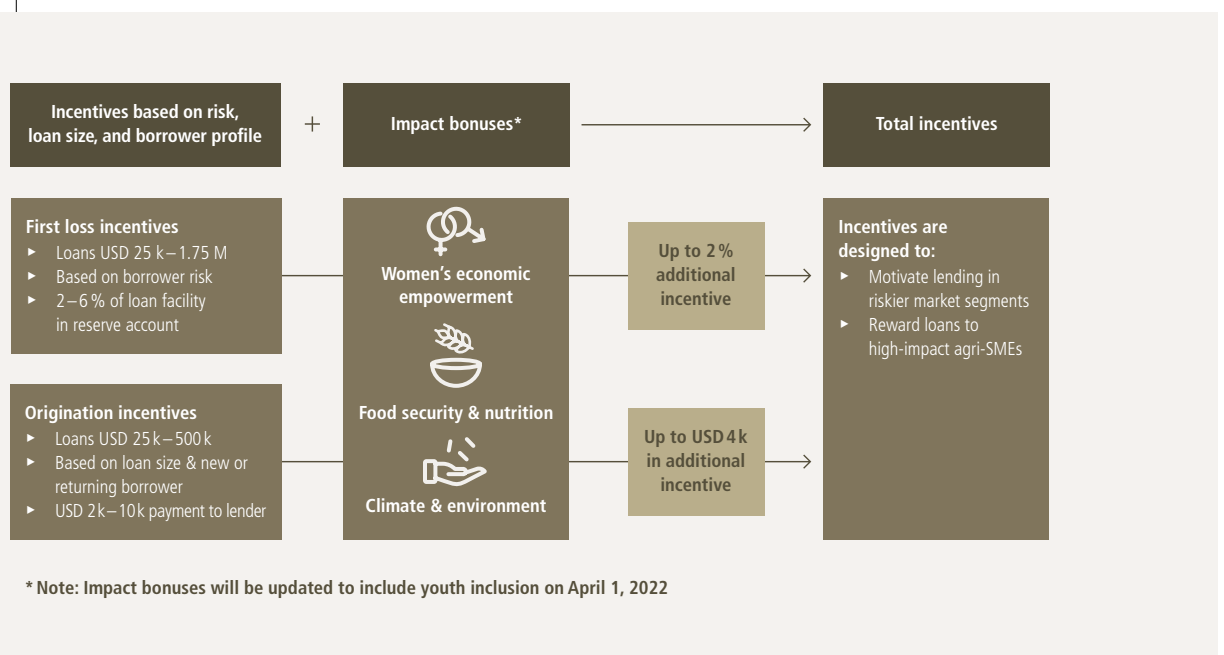 Incentives based on risk,
loan size, and borrower profile
+
Impact bonuses*
Total incentives
First loss incentives
▸ Loans USD 25 k – 1.75 M
▸ Based on borrower risk
▸ 2 – 6 % of loan facility
in reserve account
Origination incentives
▸ Loans USD 25 k – 500 k
▸ Based on loan size & new or
returning borrower
▸ USD 2 k – 10 k payment to lender
Women’s economic
empowerment
Food security & nutrition
Climate & environment
Up to 2 %
additional
incentive
Up to USD 4 k
in additional
incentive
Incentives are
designed to:
▸ Motivate lending in
riskier market segments
▸ Reward loans to
high-impact agri-SMEs
* Note: Impact bonuses will be updated to include youth inclusion on April 1, 2022